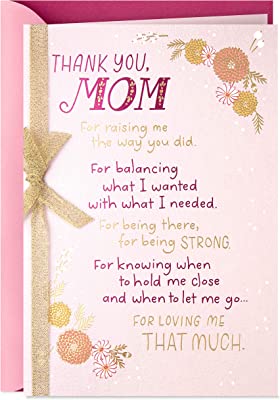 THANK YOU,
MOM
For raising me
the way you did.
For balancing
what I wanted
with what I needed.
For being there,
for being STRONG.
For knowing when
to hold me close
and when to let me go...
FOR LOVING ME
THAT MUCH.